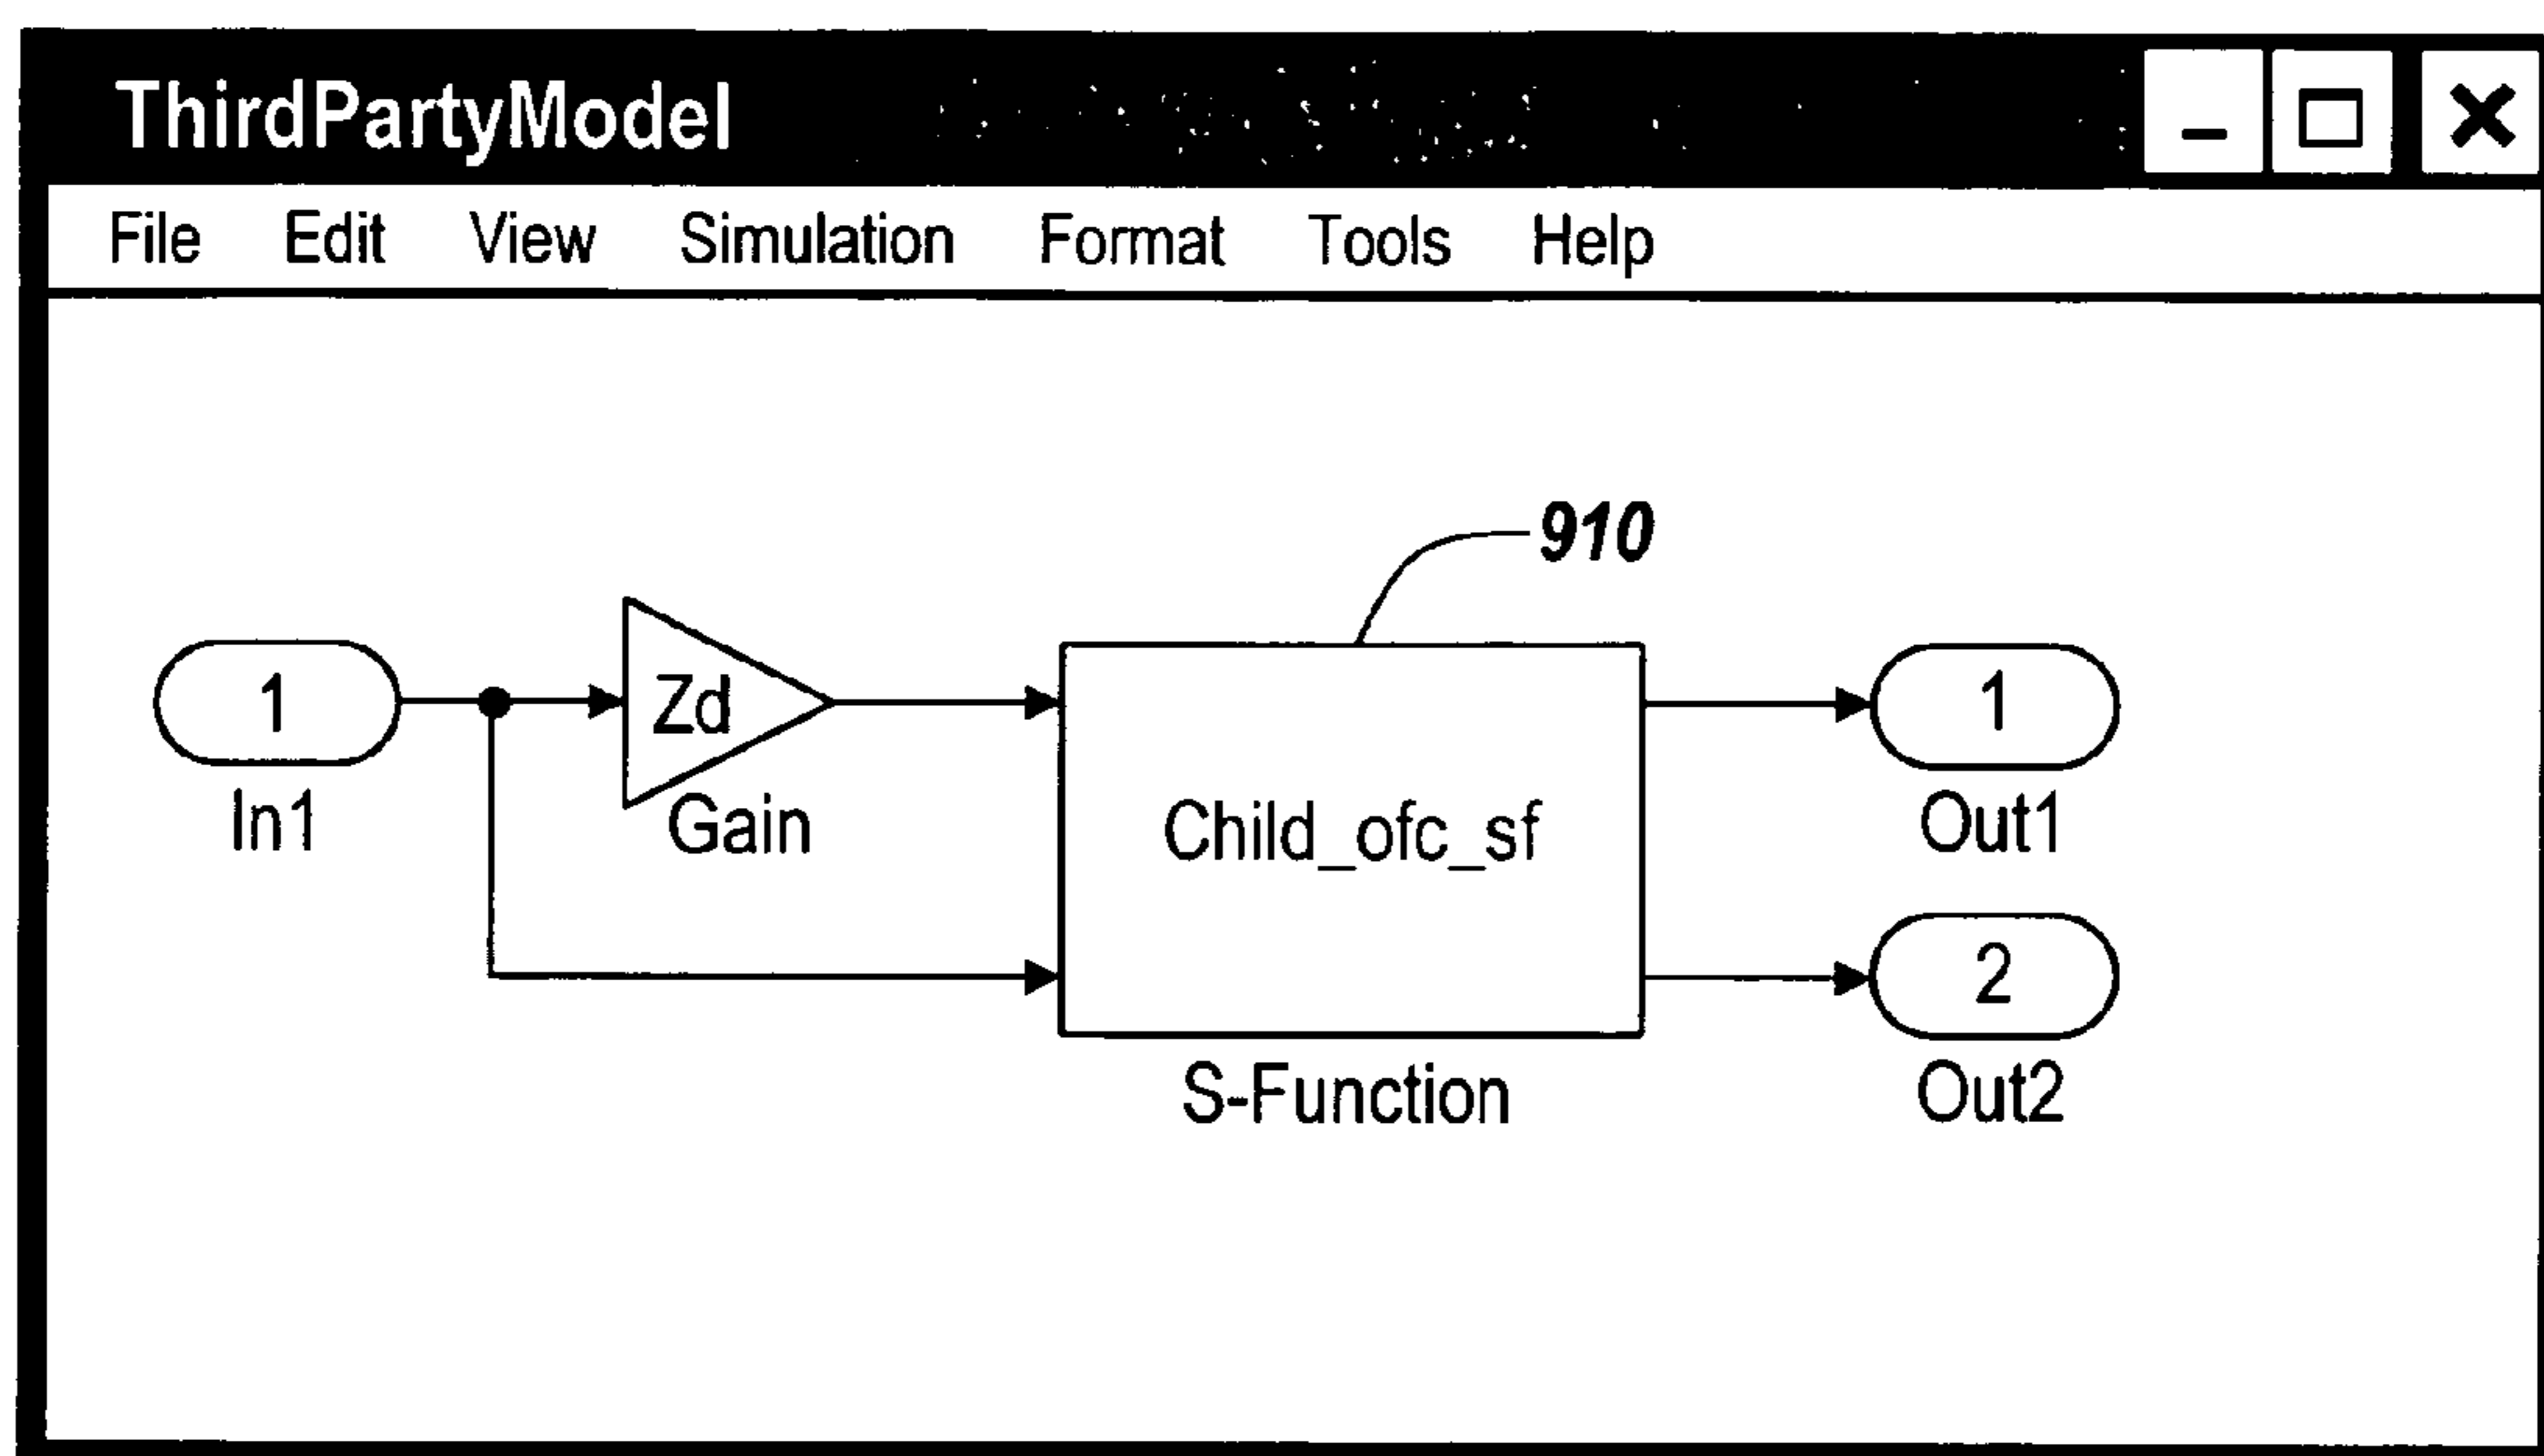 ThirdPartyModel
File Edit View Simulation Format Tools Help
910
1
In1
Zd
Gain
Child_ofc_sf
S-Function
1
Out1
2
Out2